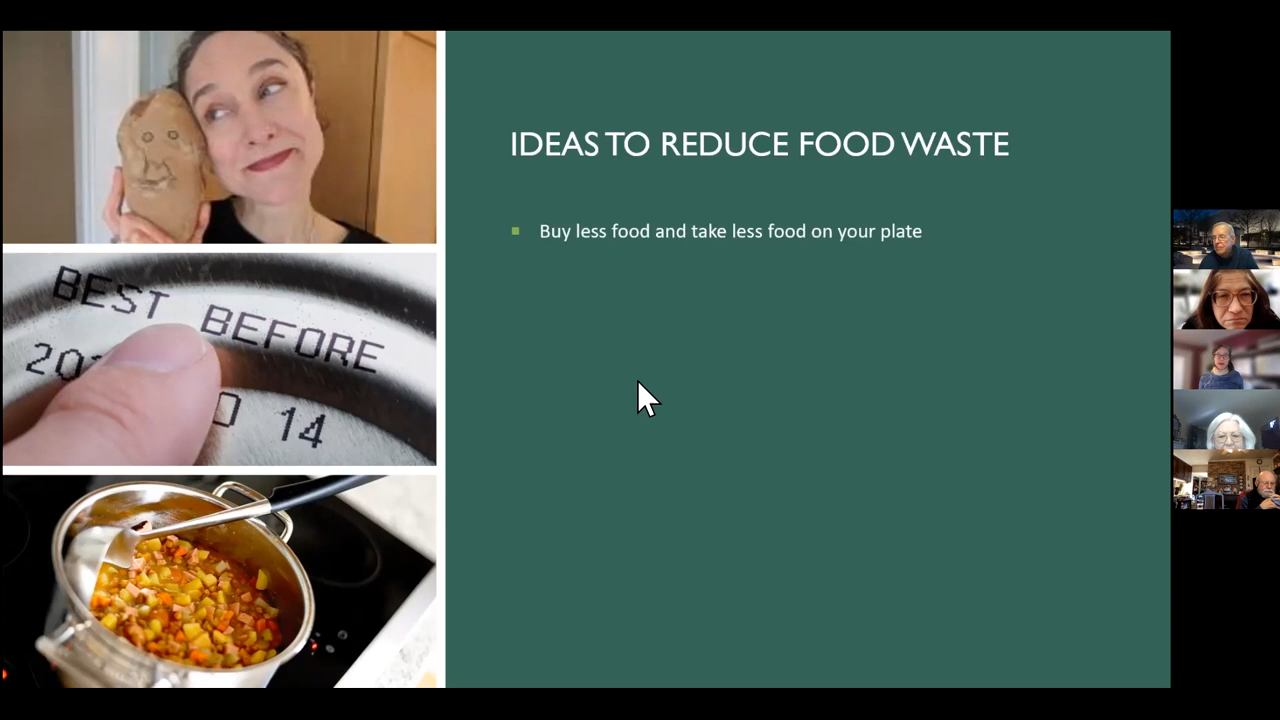 IDEAS TO REDUCE FOOD WASTE
Buy less food and take less food on your plate
BEST BEFORE
14